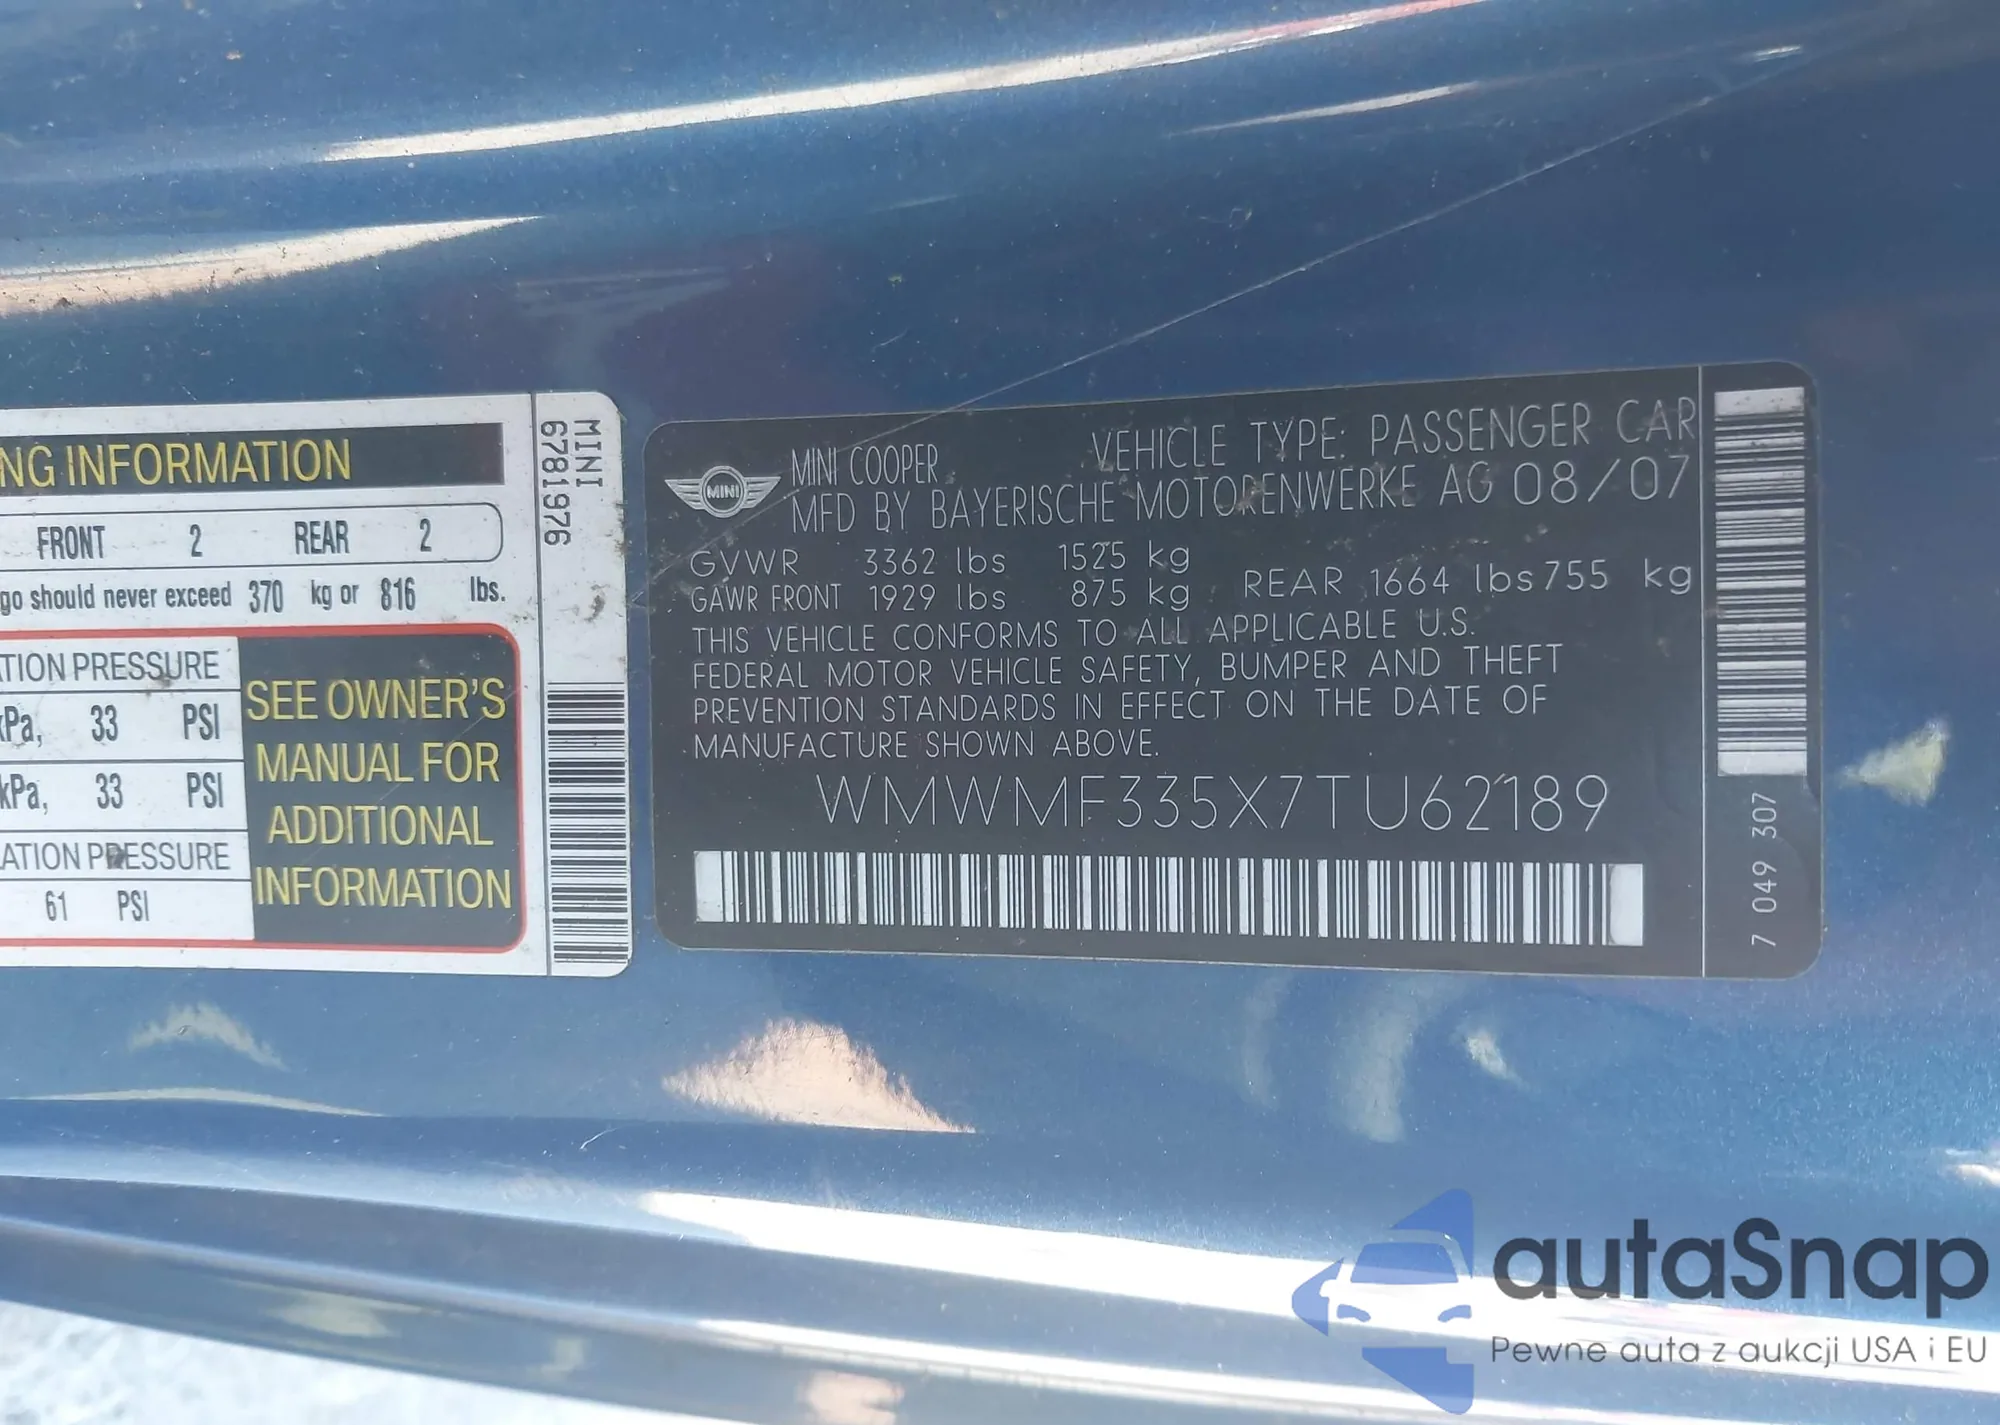 NG INFORMATION
FRONT 2 REAR 2
go should never exceed 370 kg or 816 lbs.
TION PRESSURE
kPa, 33 PSI
kPa, 33 PSI
ATION PRESSURE
61 PSI
SEE OWNER'S
MANUAL FOR
ADDITIONAL
INFORMATION
MINI
6781976
MINI
MINI COOPER VEHICLE TYPE: PASSENGER CAR
MFD BY BAYERISCHE MOTORENWERKE AG 08/07
GVWR 3362 lbs 1525 kg
GAWR FRONT 1929 lbs 875 kg REAR 1664 lbs 755 kg
THIS VEHICLE CONFORMS TO ALL APPLICABLE U.S.
FEDERAL MOTOR VEHICLE SAFETY, BUMPER AND THEFT
PREVENTION STANDARDS IN EFFECT ON THE DATE OF
MANUFACTURE SHOWN ABOVE.
WMWMF335X7TU62189
7 049 307
autaSnap
Pewne auta z aukcji USA i EU